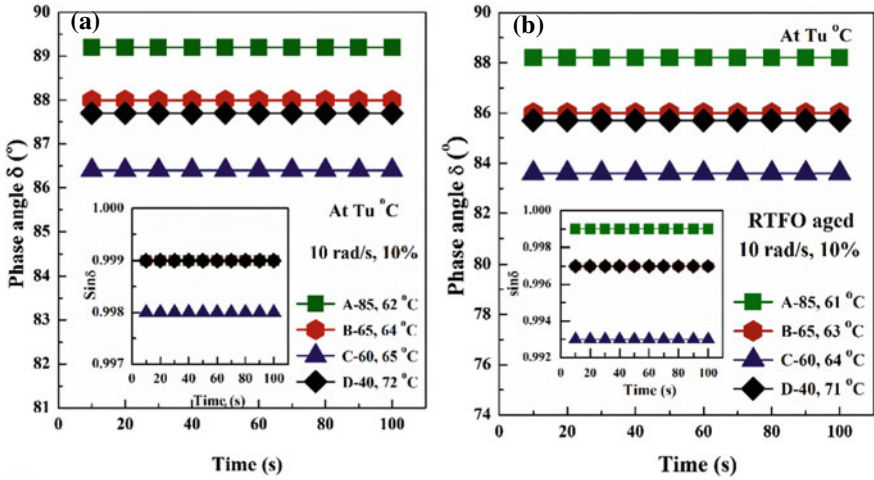 (a)
90
89
88
87
86
85
84
83
82
81
Phase angle δ (°)
At Tu °C
10 rad/s, 10%
1.000
0.999
0.998
0.997
Sinδ
0 20 40 60 80 100
Time (s)
A-85, 62 °C
B-65, 64 °C
C-60, 65 °C
D-40, 72 °C
0 20 40 60 80 100
Time (s)
(b)
90
88
86
84
82
80
78
76
74
Phase angle δ (°)
At Tu °C
RTFO aged
10 rad/s, 10%
1.000
0.998
0.996
0.994
0.993
0.992
sinδ
0 20 40 60 80 100
Time (s)
A-85, 61 °C
B-65, 63 °C
C-60, 64 °C
D-40, 71 °C
0 20 40 60 80 100
Time (s)